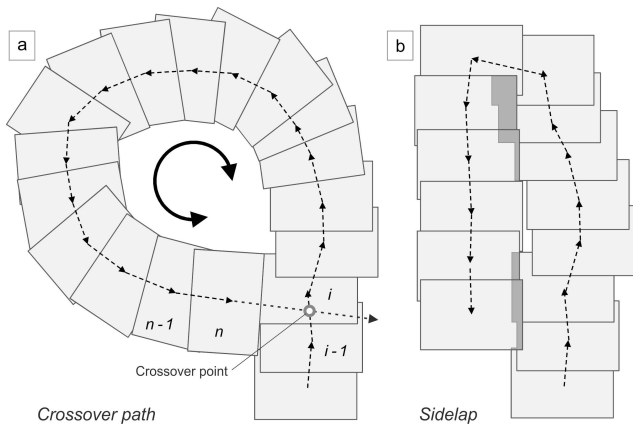 a
b
i
n - 1
n
i - 1
Crossover point
Crossover path
Sidelap